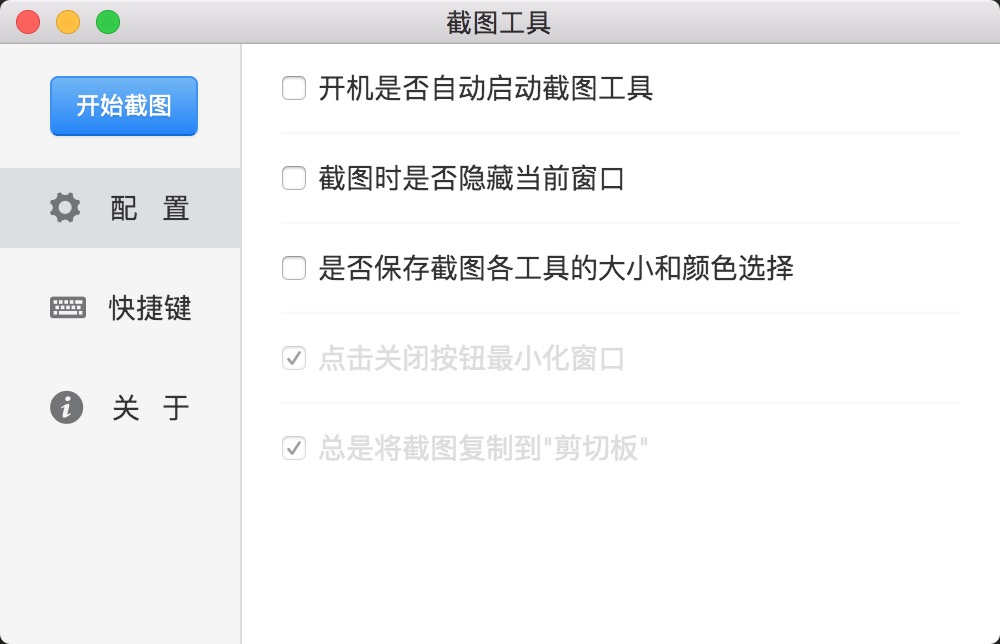 截图工具
开始截图
配 置
快捷键
关 于
开机是否自动启动截图工具
截图时是否隐藏当前窗口
是否保存截图各工具的大小和颜色选择
点击关闭按钮最小化窗口
总是将截图复制到"剪切板"